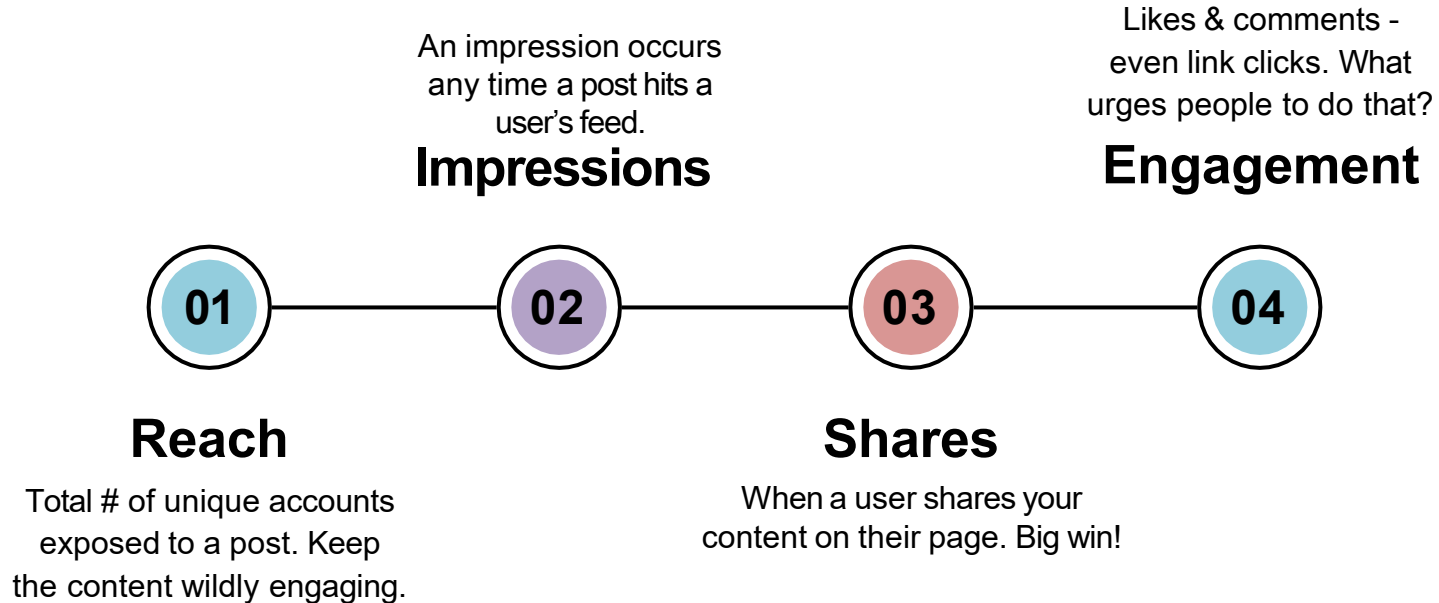 01
Reach
Total # of unique accounts
exposed to a post. Keep
the content wildly engaging.
An impression occurs
any time a post hits a
user’s feed.
Impressions
02
03
Shares
When a user shares your
content on their page. Big win!
Likes & comments -
even link clicks. What
urges people to do that?
Engagement
04